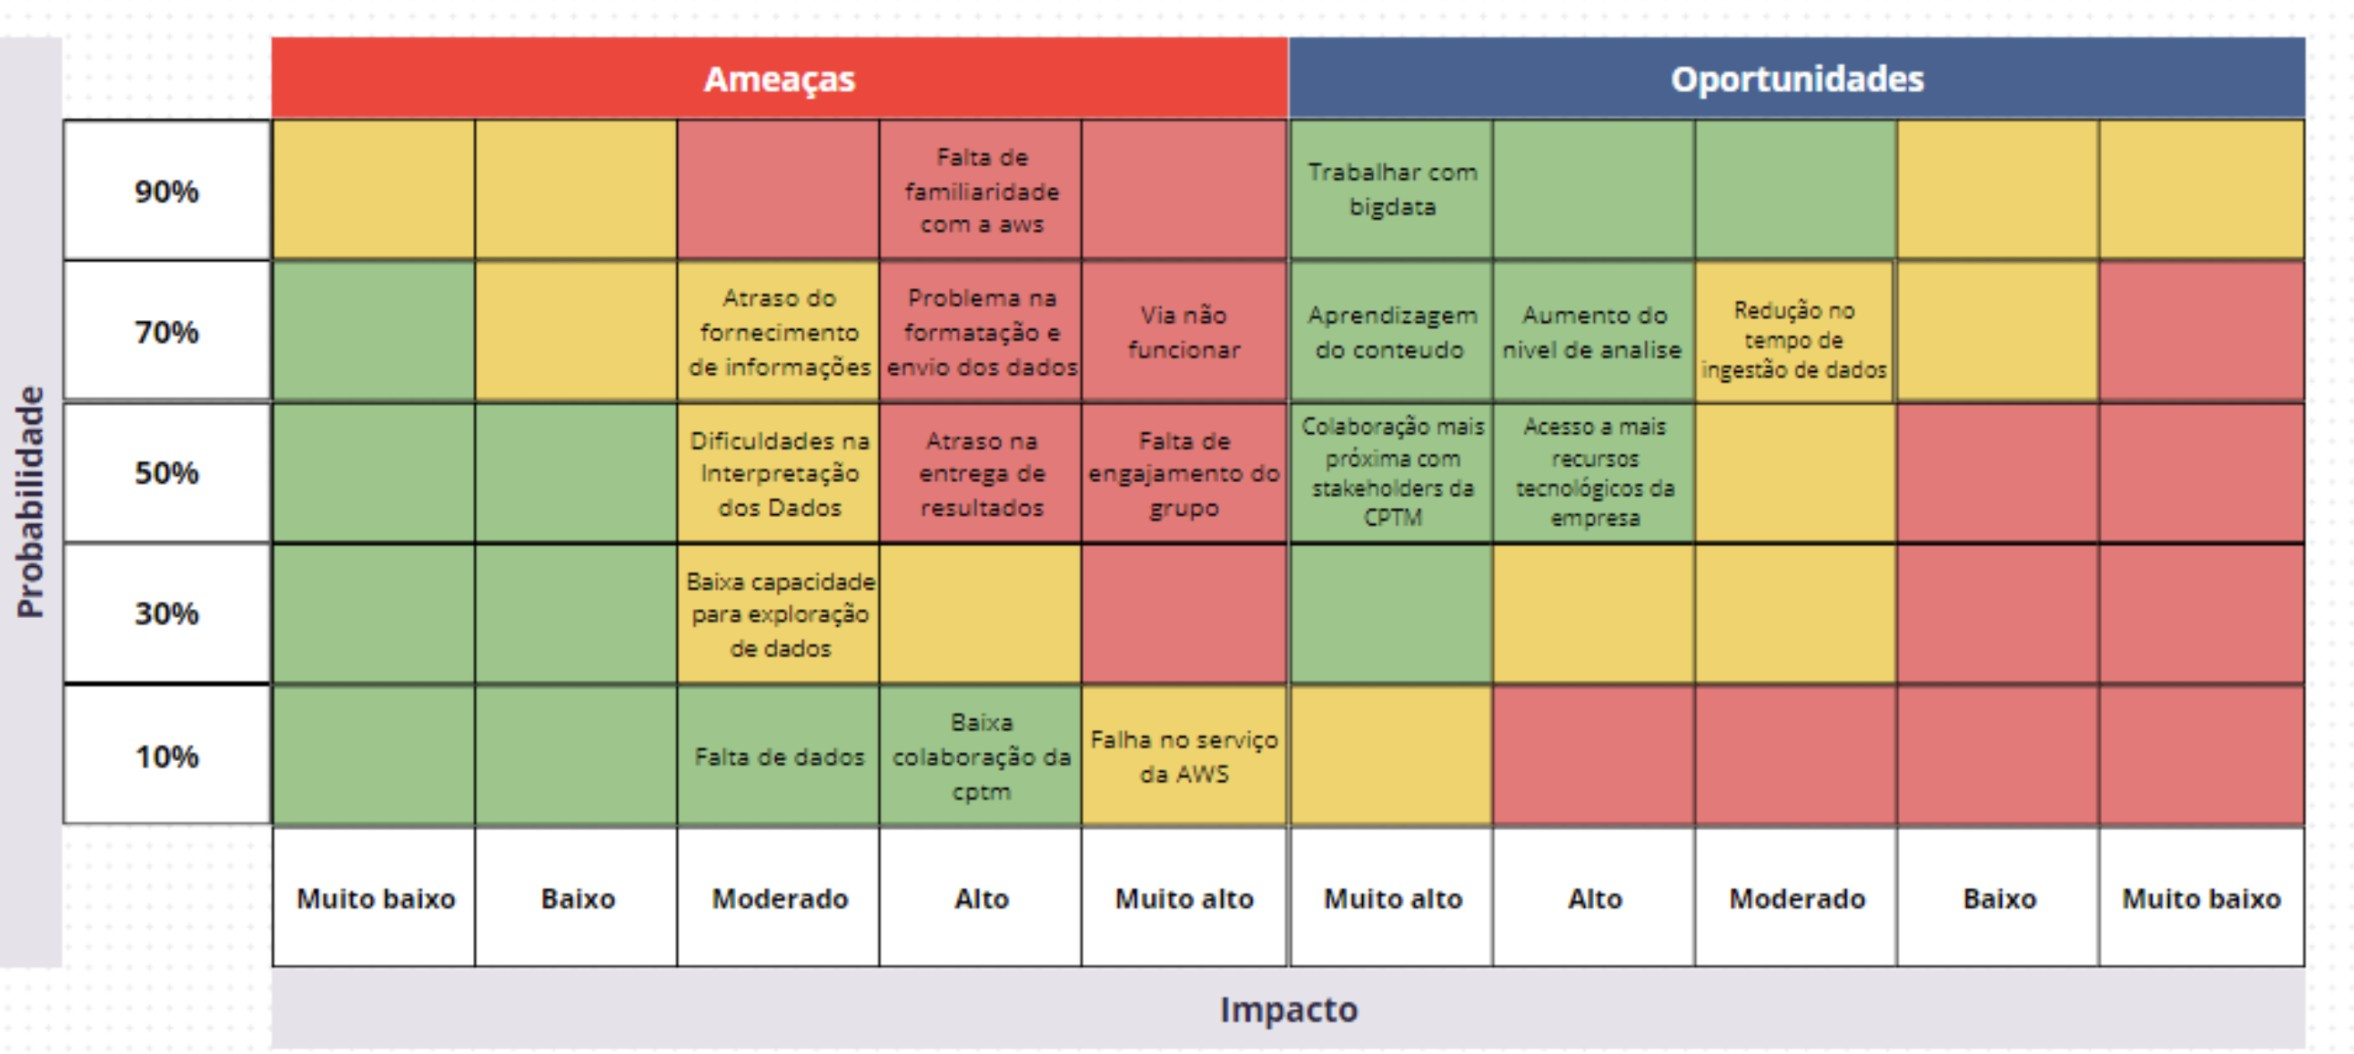 Ameaças
Oportunidades
Probabilidade
90%
Falta de
familiaridade
com a aws
Trabalhar com
bigdata
70%
Atraso do
fornecimento
de informações
Problema na
formatação e
envio dos dados
Via não
funcionar
Aprendizagem
do conteudo
Aumento do
nivel de analise
Redução no
tempo de
ingestão de dados
50%
Dificuldades na
Interpretação
dos Dados
Atraso na
entrega de
resultados
Falta de
engajamento do
grupo
Colaboração mais
próxima com
stakeholders da
CPTM
Acesso a mais
recursos
tecnológicos da
empresa
30%
Baixa capacidade
para exploração
de dados
10%
Falta de dados
Baixa
colaboração da
cptm
Falha no serviço
da AWS
Muito baixo
Baixo
Moderado
Alto
Muito alto
Muito alto
Alto
Moderado
Baixo
Muito baixo
Impacto